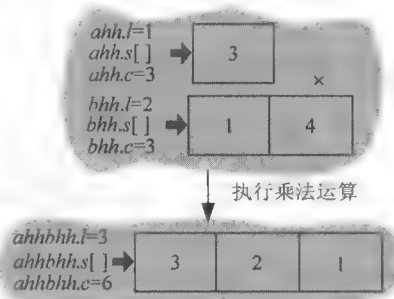 ahh.l=1
ahh.s[ ]
3
ahh.c=3
×
bhh.l=2
bhh.s[ ]
1
4
bhh.c=3
执行乘法运算
ahhbhh.l=3
ahhbhh.s[ ]
3
2
1
ahhbhh.c=6